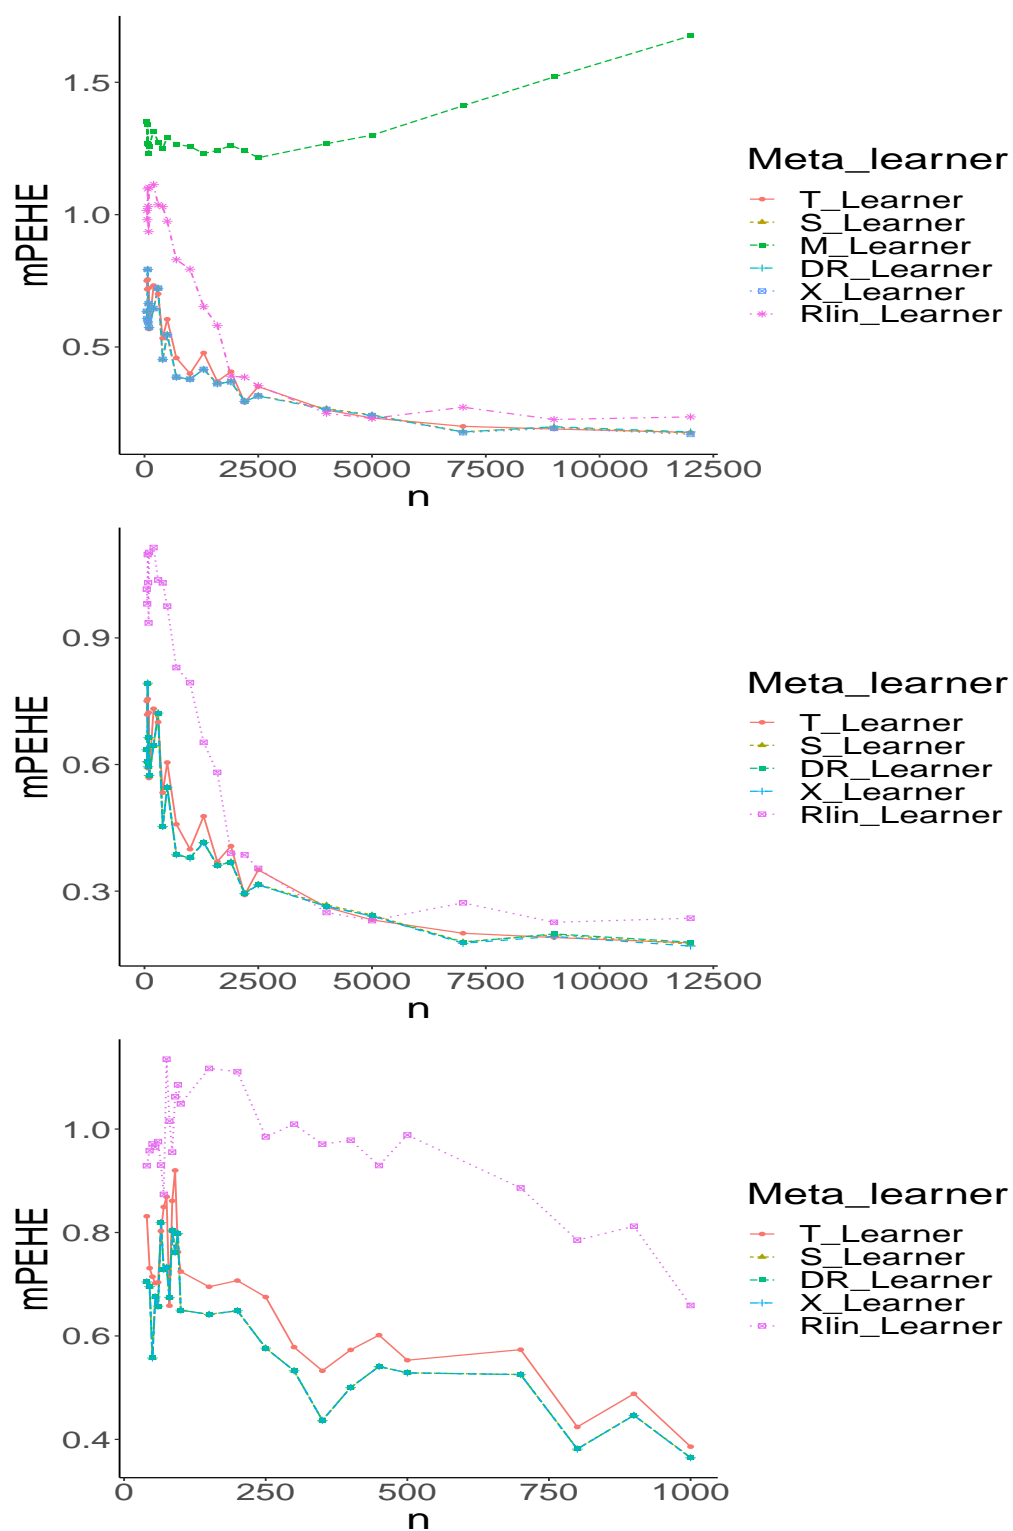 1.5
1.0
0.5
mPEHE
0 2500 5000 7500 10000 12500
n
Meta_learner
T_Learner
S_Learner
M_Learner
DR_Learner
X_Learner
Rlin_Learner
0.9
0.6
0.3
mPEHE
0 2500 5000 7500 10000 12500
n
Meta_learner
T_Learner
S_Learner
DR_Learner
X_Learner
Rlin_Learner
1.0
0.8
0.6
0.4
mPEHE
0 250 500 750 1000
n
Meta_learner
T_Learner
S_Learner
DR_Learner
X_Learner
Rlin_Learner